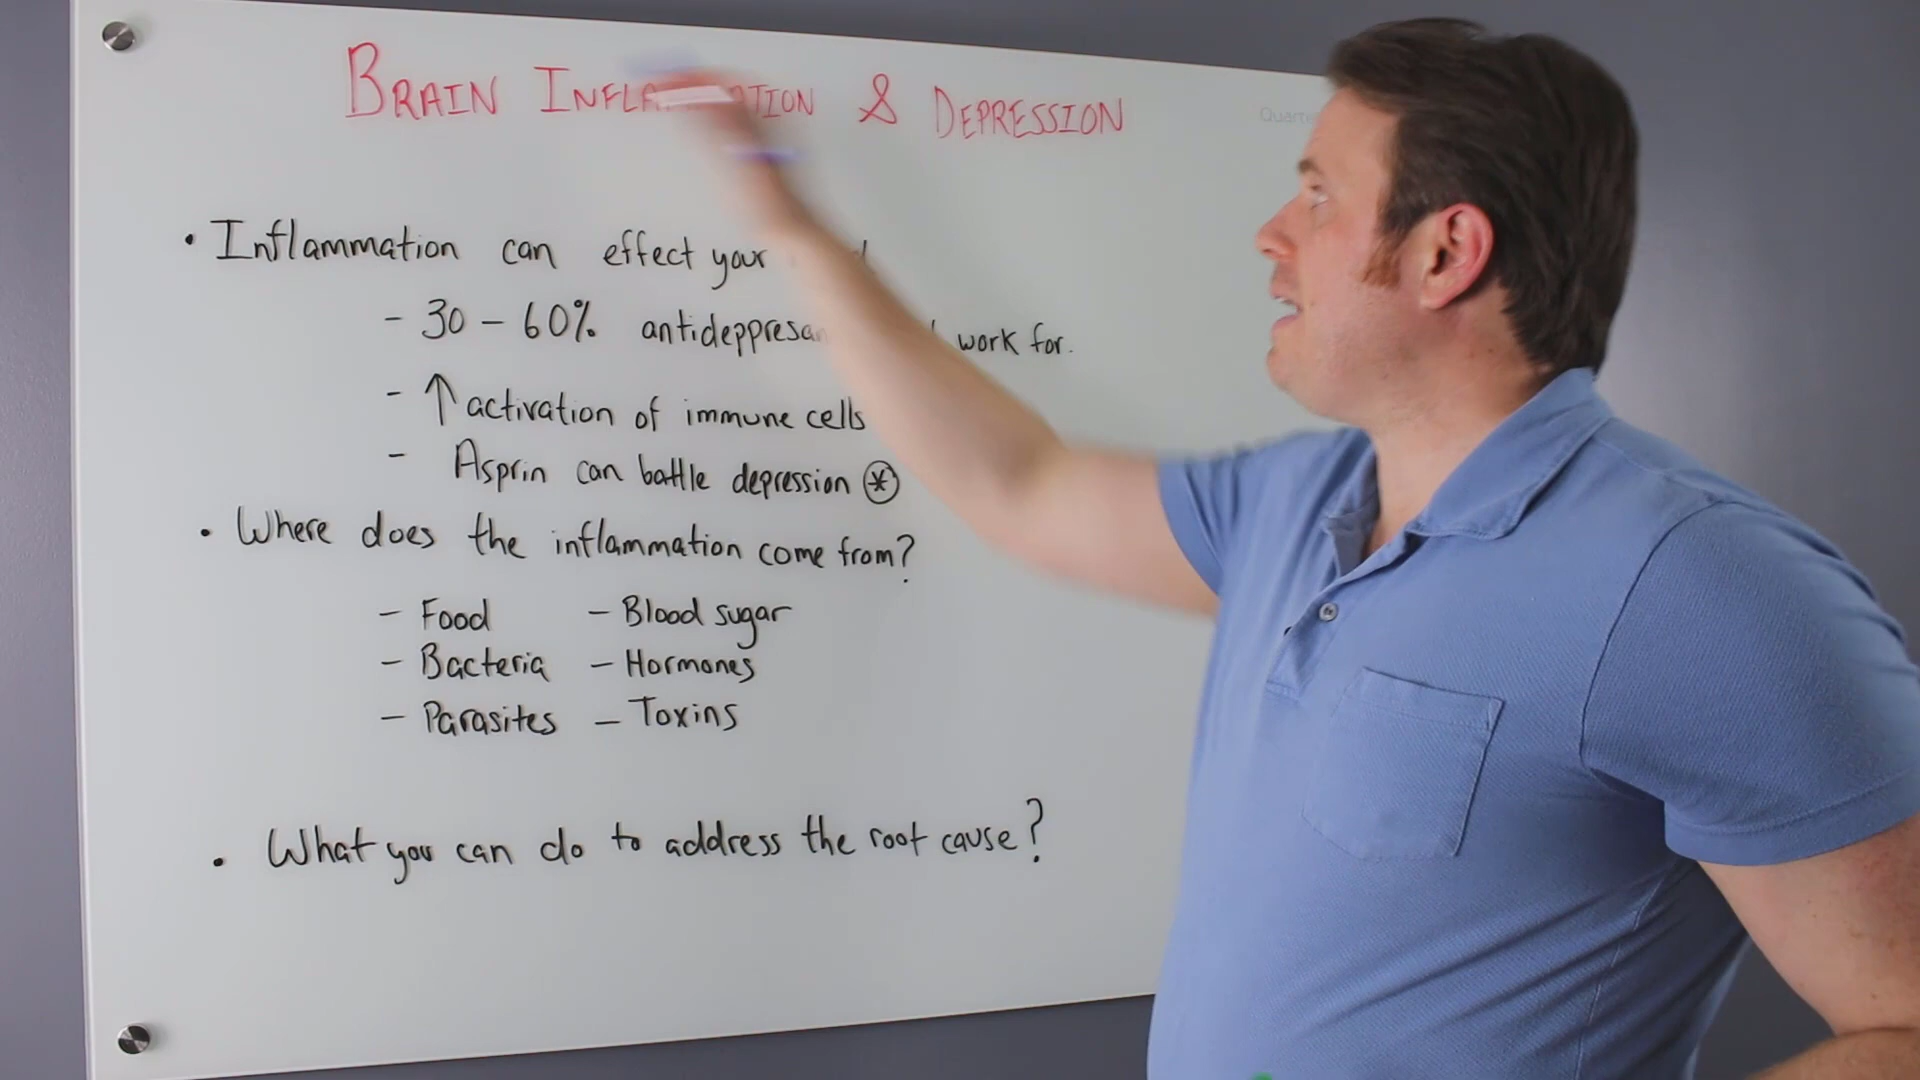 BRAIN & DEPRESSION
• Inflammation can effect your
- 30 - 60% work for.
- ↑ activation of immune cells
- Asprin can battle depression ⊛
• Where does the inflammation come from?
- Food - Blood sugar
- Bacteria - Hormones
- Parasites - Toxins
• What you can do to address the root cause?